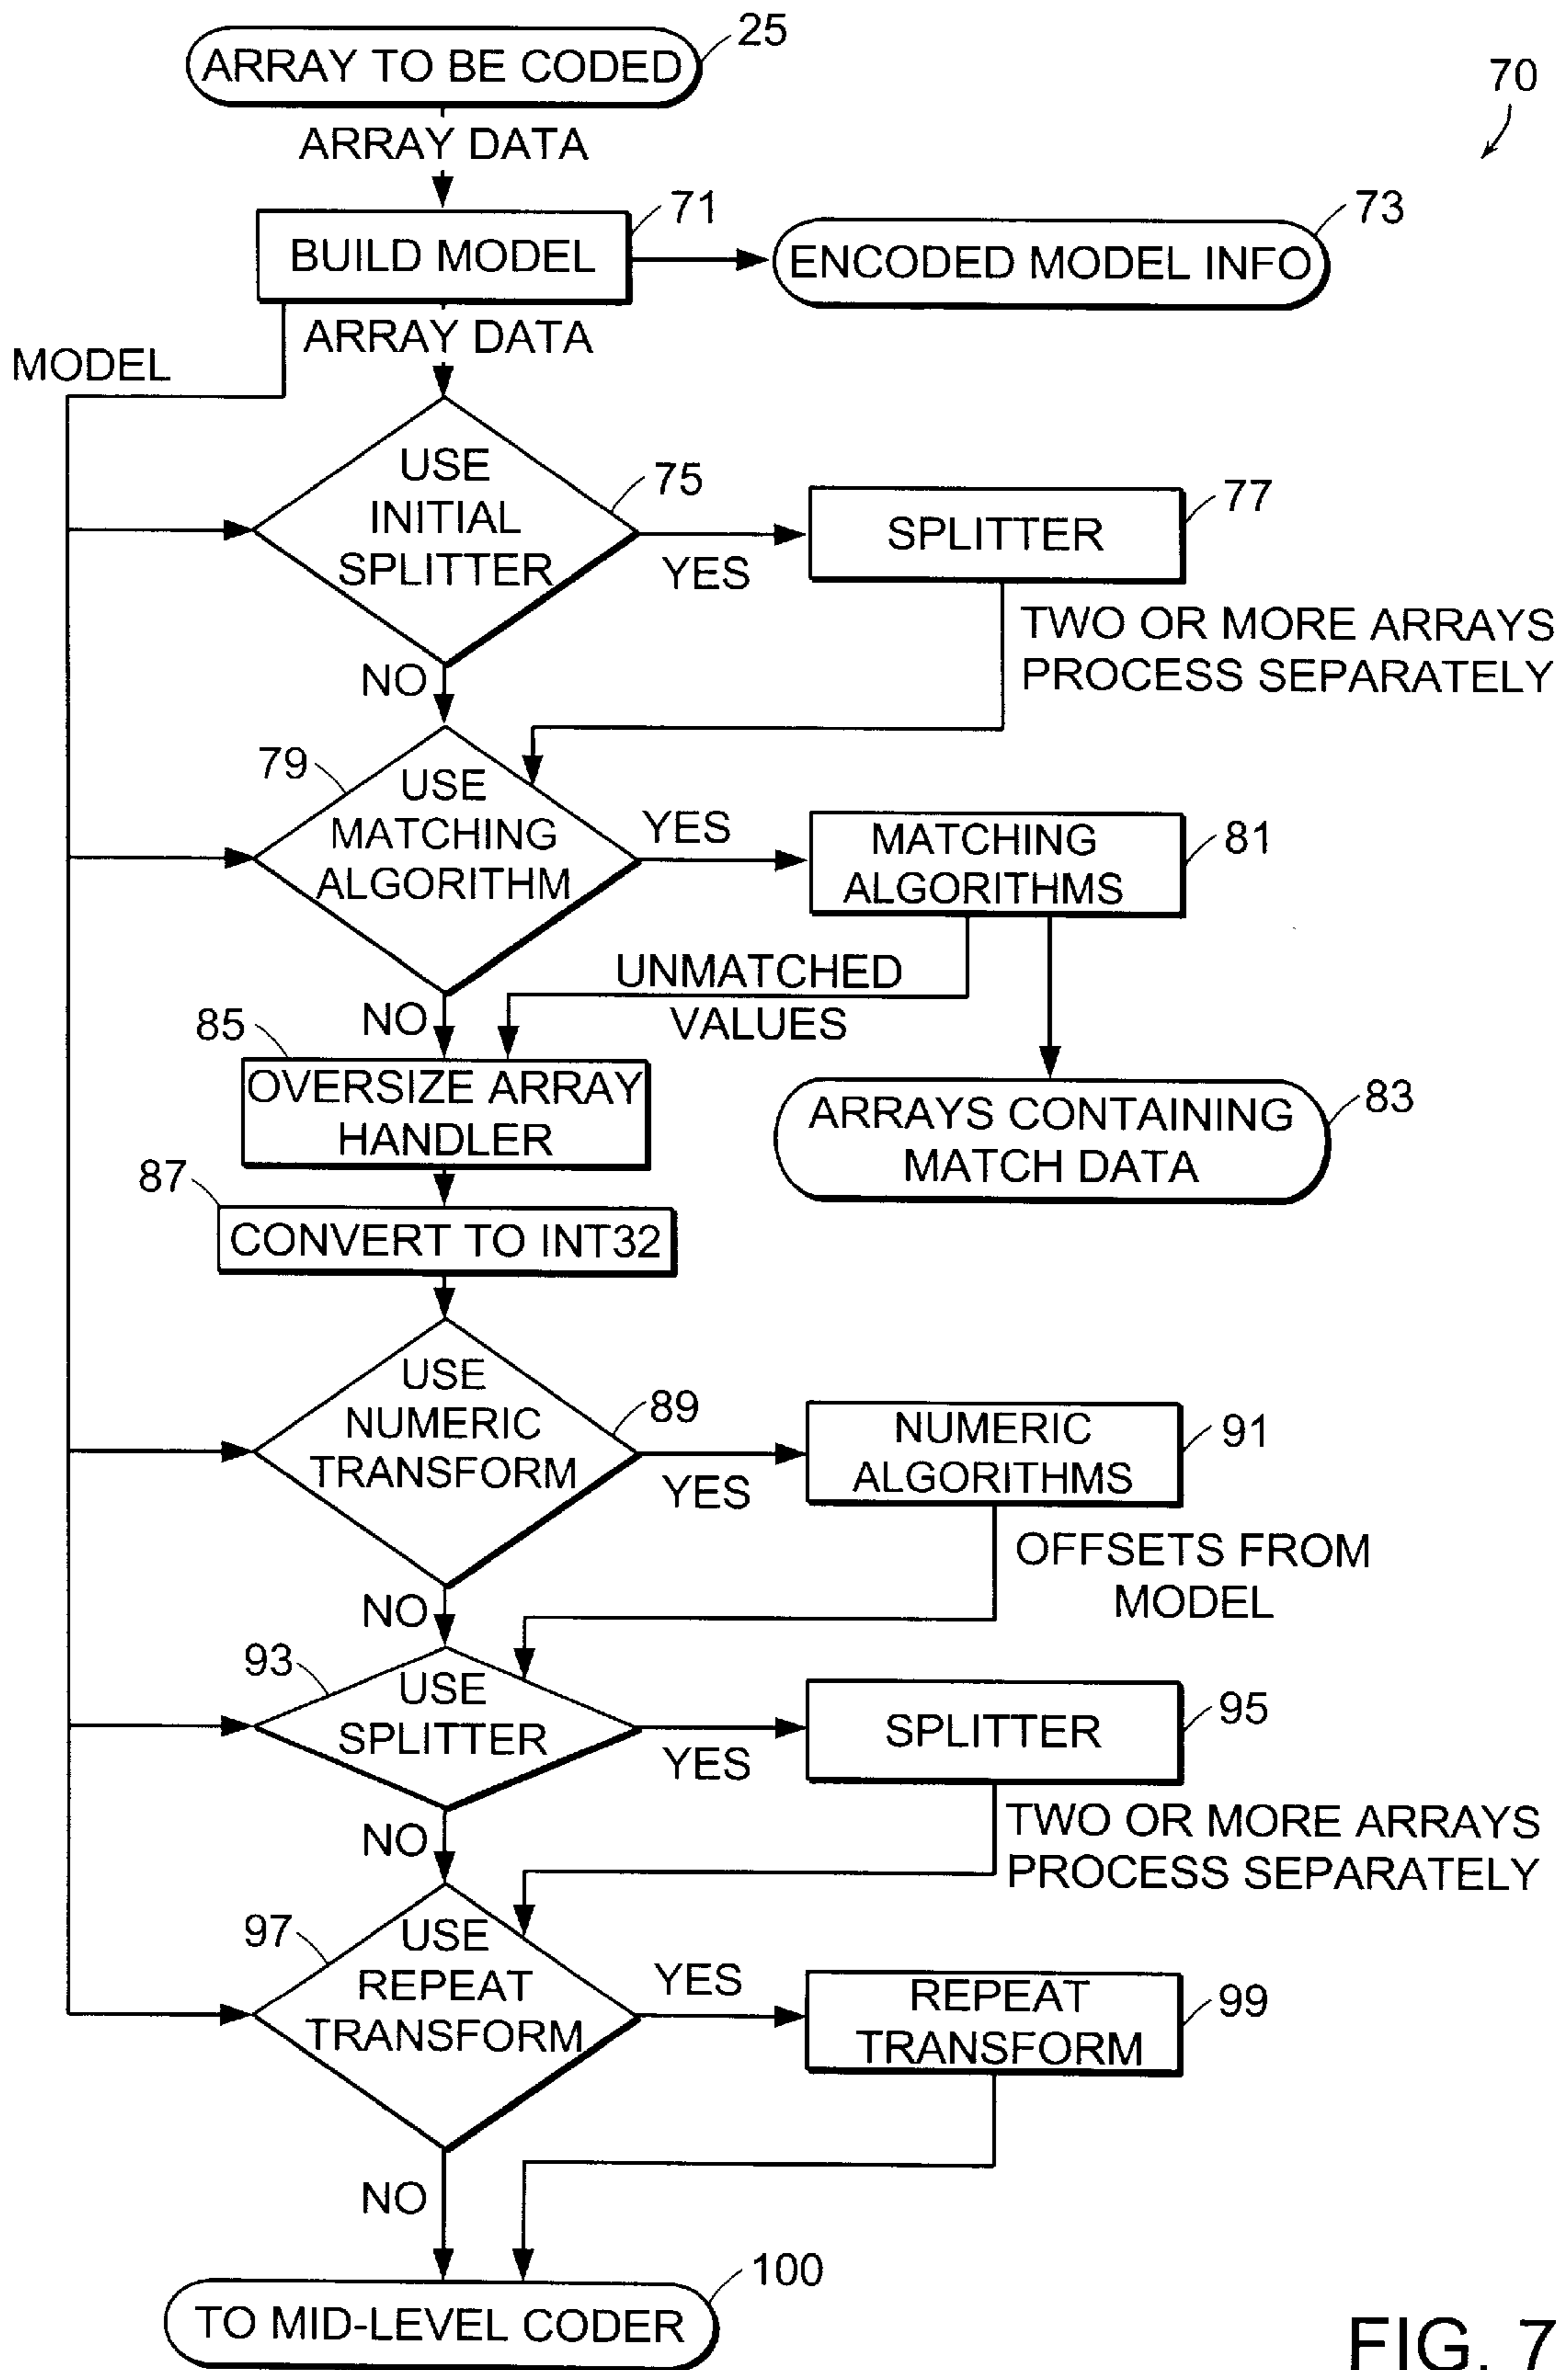 ARRAY TO BE CODED
25
70
ARRAY DATA
BUILD MODEL
71
ENCODED MODEL INFO
73
ARRAY DATA
MODEL
USE
INITIAL
SPLITTER
75
YES
SPLITTER
77
TWO OR MORE ARRAYS
PROCESS SEPARATELY
NO
79
USE
MATCHING
ALGORITHM
YES
MATCHING
ALGORITHMS
81
UNMATCHED
VALUES
NO
85
OVERSIZE ARRAY
HANDLER
ARRAYS CONTAINING
MATCH DATA
83
87
CONVERT TO INT32
USE
NUMERIC
TRANSFORM
89
YES
NUMERIC
ALGORITHMS
91
OFFSETS FROM
MODEL
NO
93
USE
SPLITTER
YES
SPLITTER
95
TWO OR MORE ARRAYS
PROCESS SEPARATELY
NO
97
USE
REPEAT
TRANSFORM
YES
REPEAT
TRANSFORM
99
NO
TO MID-LEVEL CODER
100
FIG. 7